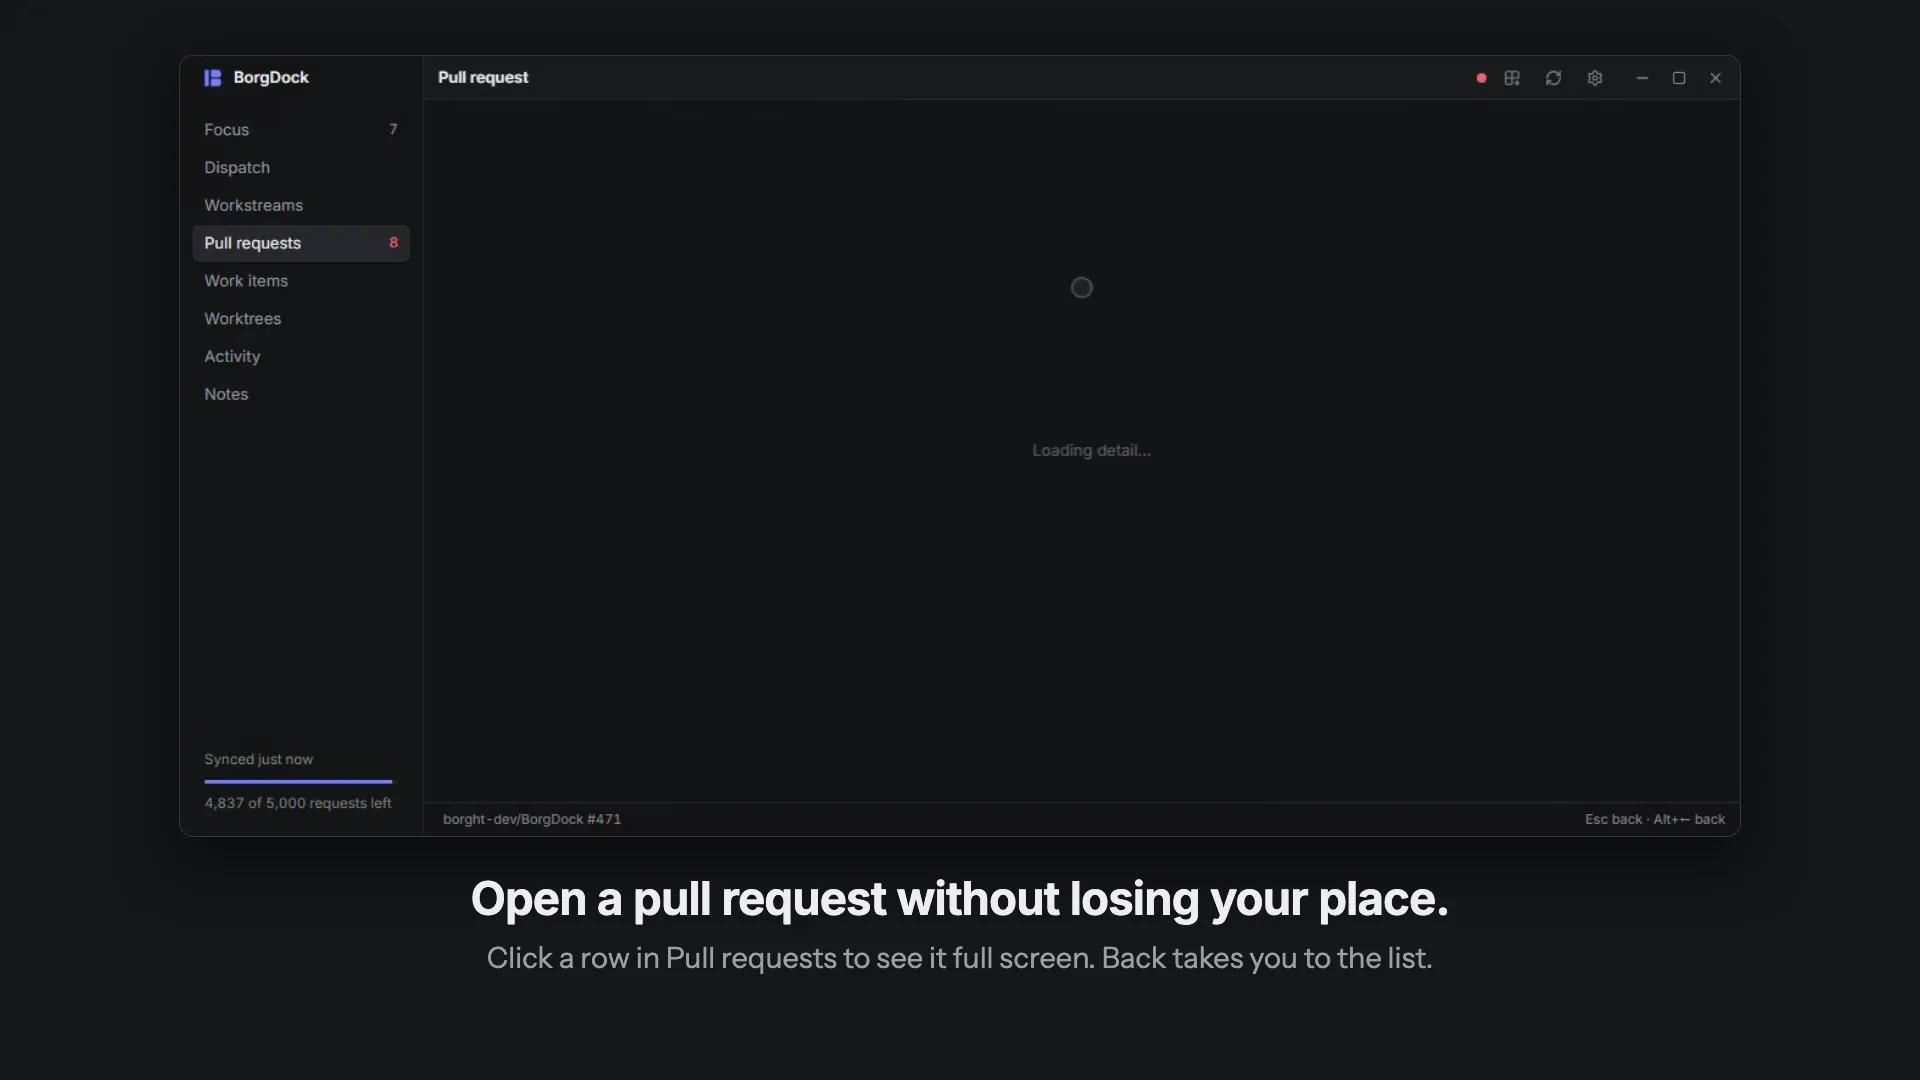 BorgDock
Pull request
Focus 7
Dispatch
Workstreams
Pull requests 8
Work items
Worktrees
Activity
Notes
Loading detail...
Synced just now
4,837 of 5,000 requests left
borght-dev/BorgDock #471
Esc back · Alt+← back
Open a pull request without losing your place.
Click a row in Pull requests to see it full screen. Back takes you to the list.